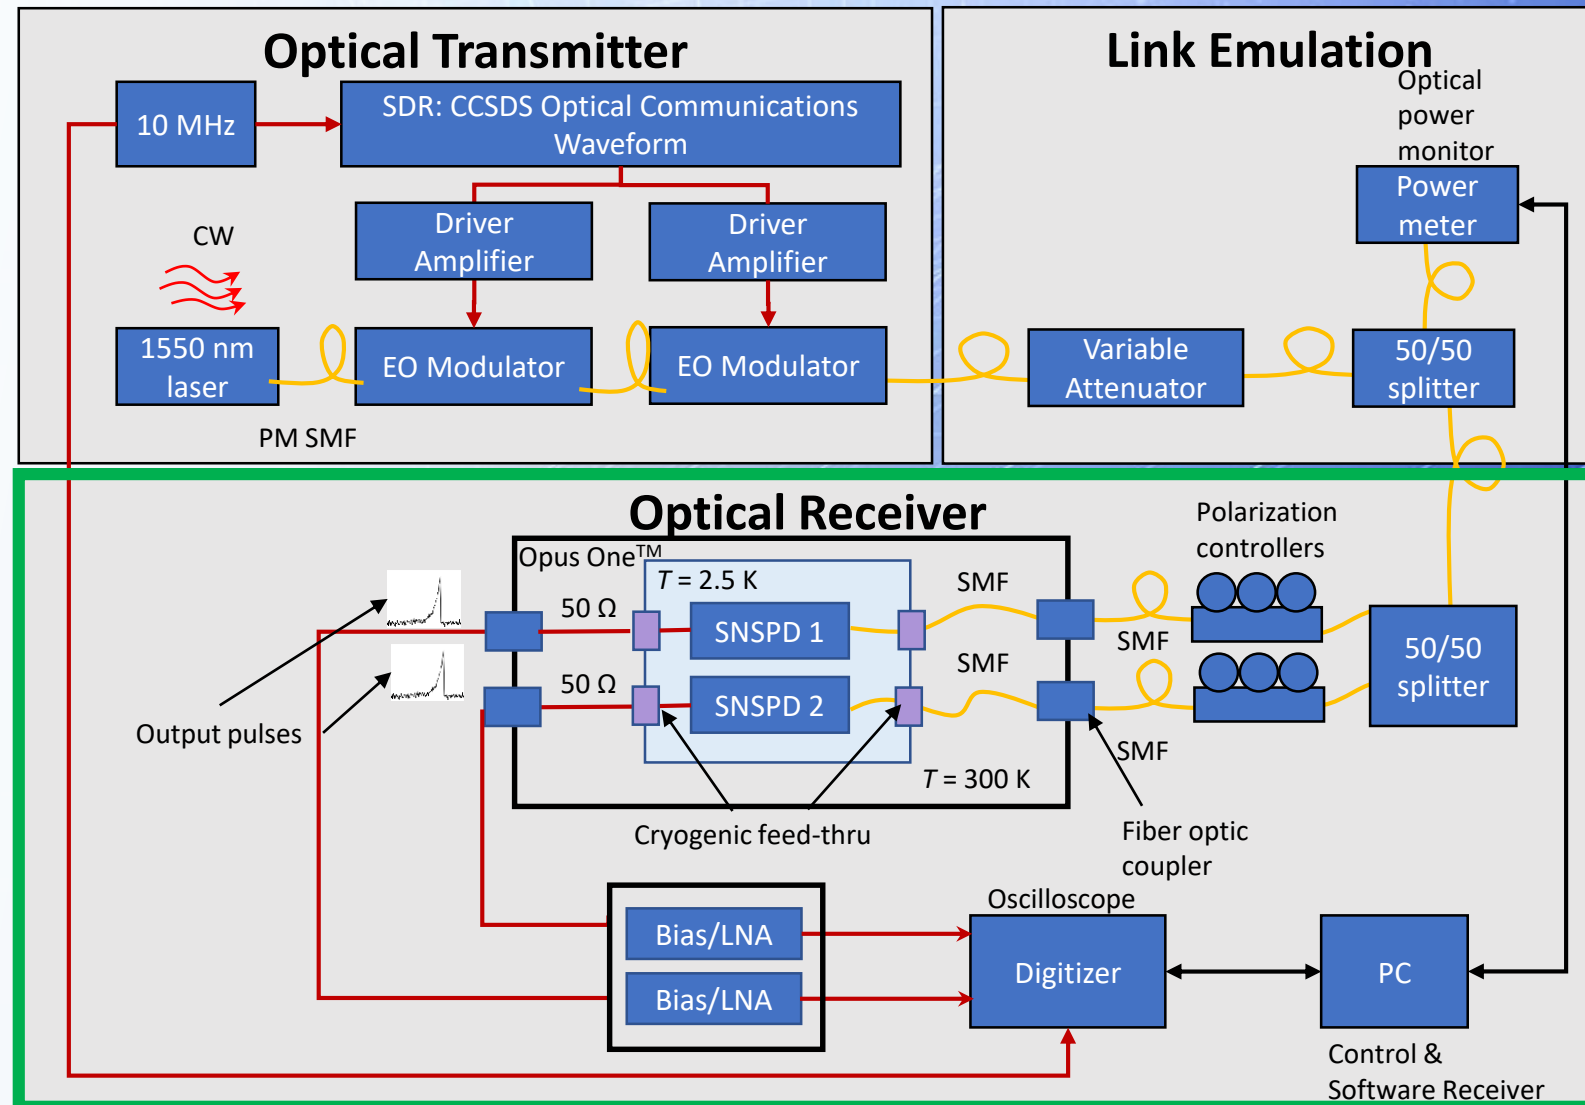 Optical Transmitter
10 MHz
SDR: CCSDS Optical Communications
Waveform
Driver
Amplifier
Driver
Amplifier
CW
1550 nm
laser
EO Modulator
EO Modulator
PM SMF
Link Emulation
Optical
power
monitor
Power
meter
Variable
Attenuator
50/50
splitter
Optical Receiver
Opus One™
T = 2.5 K
50 Ω
SNSPD 1
SMF
50 Ω
SNSPD 2
SMF
T = 300 K
Polarization
controllers
SMF
SMF
50/50
splitter
Output pulses
Cryogenic feed-thru
Fiber optic
coupler
Bias/LNA
Bias/LNA
Oscilloscope
Digitizer
PC
Control &
Software Receiver